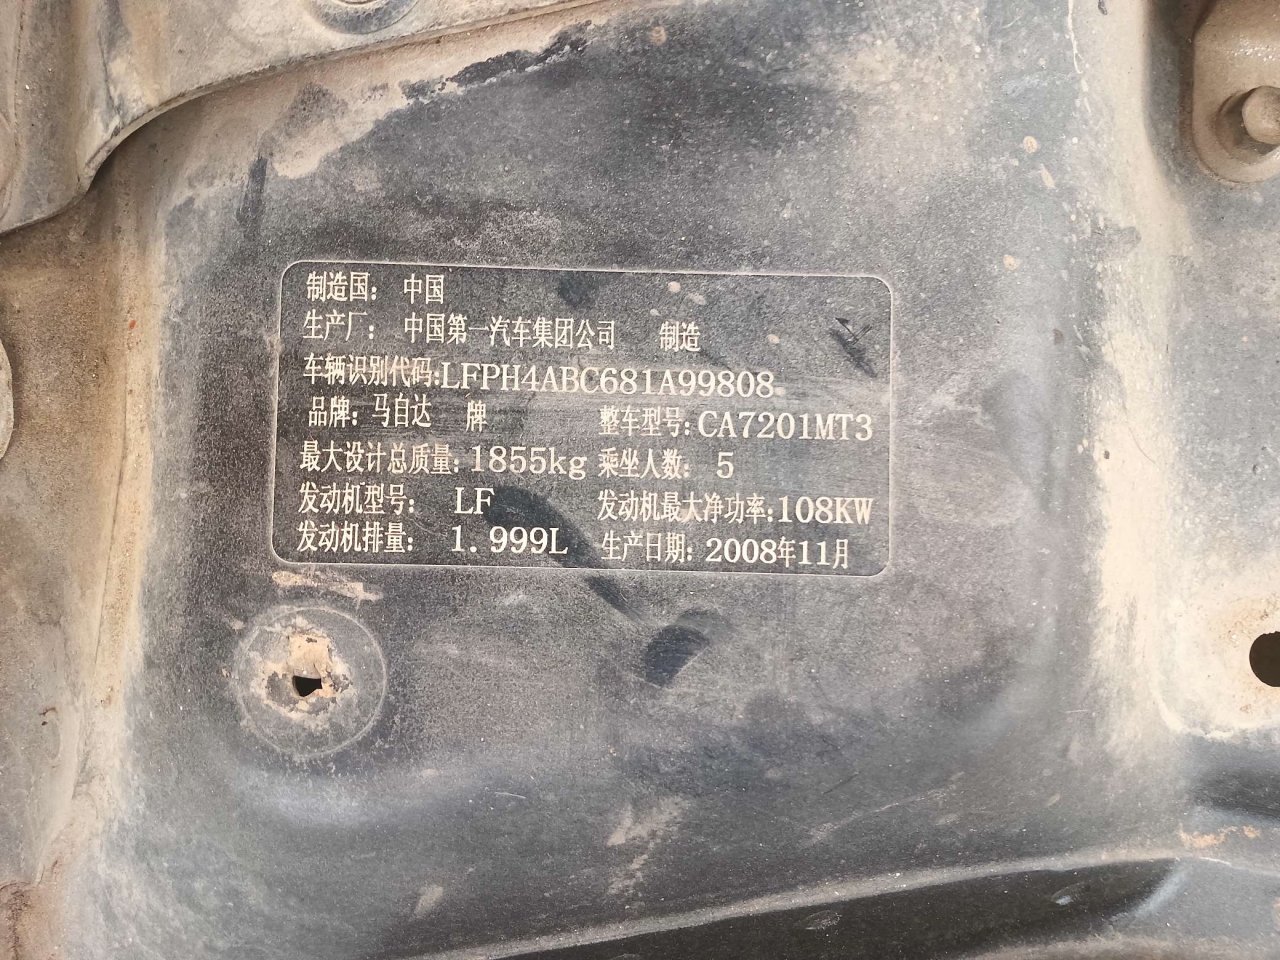 制造国： 中国
生产厂： 中国第一汽车集团公司 制造
车辆识别代码:LFPH4ABC681A99808
品牌：马自达 牌 整车型号:CA7201MT3
最大设计总质量:1855kg 乘坐人数： 5
发动机型号： LF 发动机最大净功率:108KW
发动机排量： 1.999L 生产日期：2008年11月